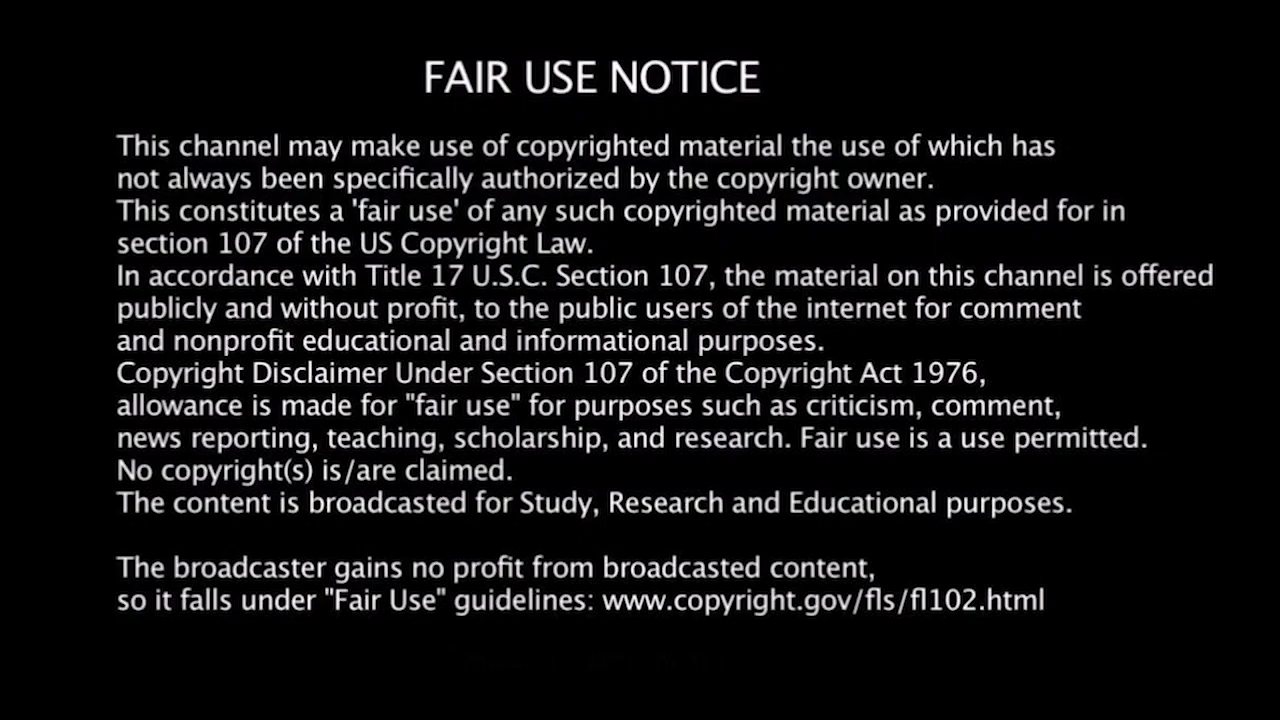 FAIR USE NOTICE
This channel may make use of copyrighted material the use of which has
not always been specifically authorized by the copyright owner.
This constitutes a 'fair use' of any such copyrighted material as provided for in
section 107 of the US Copyright Law.
In accordance with Title 17 U.S.C. Section 107, the material on this channel is offered
publicly and without profit, to the public users of the internet for comment
and nonprofit educational and informational purposes.
Copyright Disclaimer Under Section 107 of the Copyright Act 1976,
allowance is made for "fair use" for purposes such as criticism, comment,
news reporting, teaching, scholarship, and research. Fair use is a use permitted.
No copyright(s) is/are claimed.
The content is broadcasted for Study, Research and Educational purposes.
The broadcaster gains no profit from broadcasted content,
so it falls under "Fair Use" guidelines: www.copyright.gov/fls/fl102.html